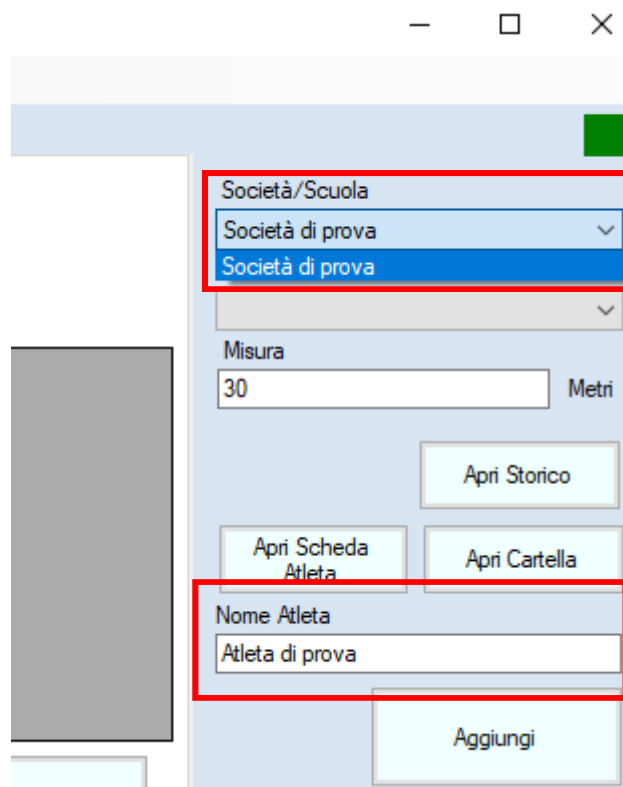 Società/Scuola
Società di prova
Società di prova
Misura
30 Metri
Apri Storico
Apri Scheda
Atleta
Apri Cartella
Nome Atleta
Atleta di prova
Aggiungi